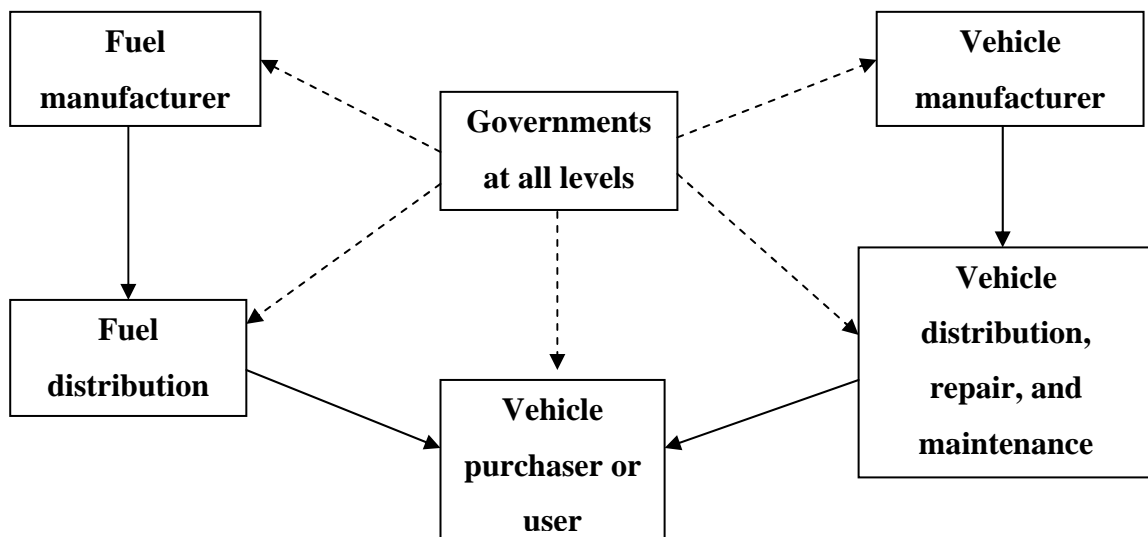 Fuel
manufacturer
Governments
at all levels
Vehicle
manufacturer
Fuel
distribution
Vehicle
purchaser or
user
Vehicle
distribution,
repair, and
maintenance